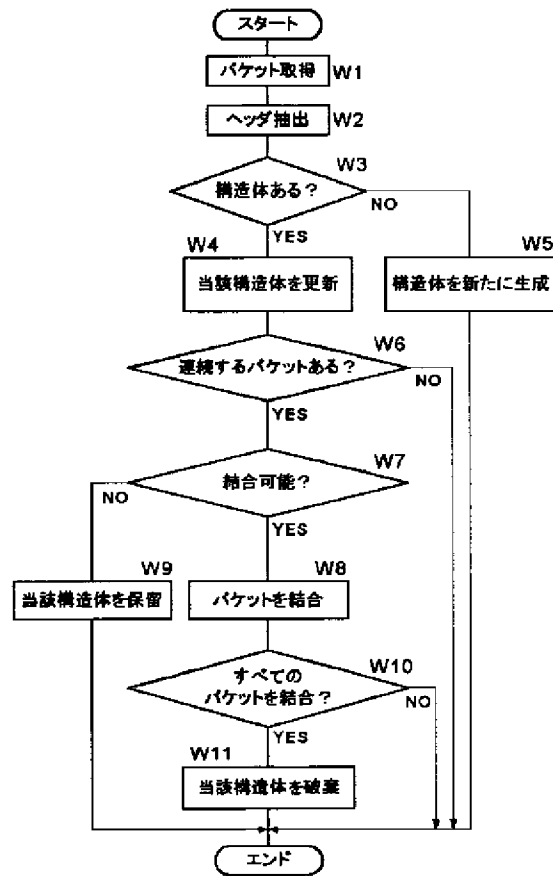 スタート
パケット取得 W1
ヘッダ抽出 W2
W3
構造体ある？
NO
YES
W4
当該構造体を更新
W5
構造体を新たに生成
W6
連続するパケットある？
NO
YES
W7
結合可能？
NO
YES
W9
当該構造体を保留
W8
パケットを結合
W10
すべての
パケットを結合？
NO
YES
W11
当該構造体を破棄
エンド